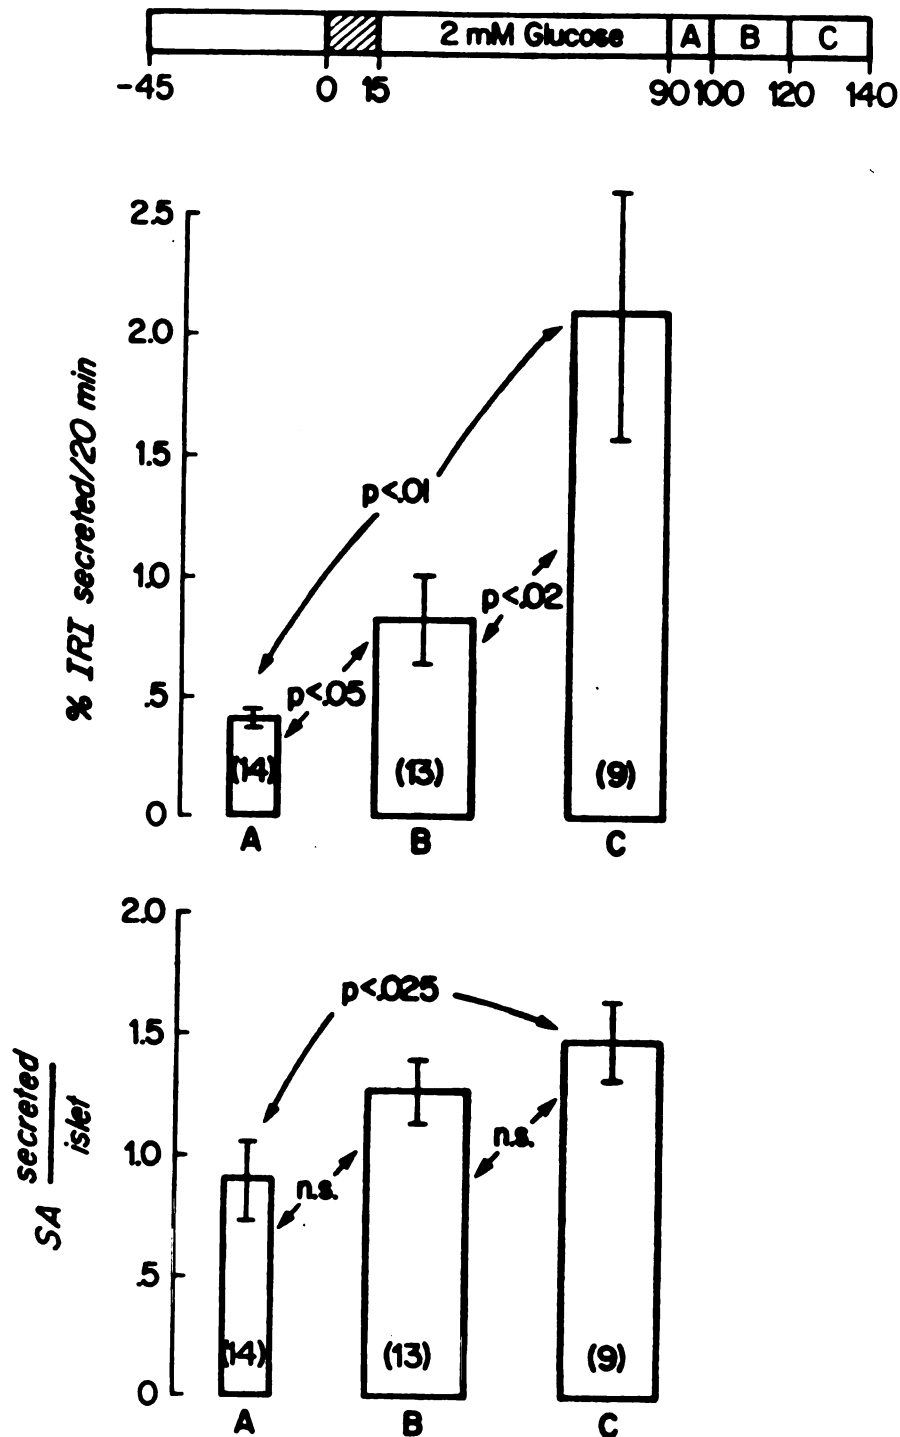 2 mM Glucose A B C
-45 0 15 90 100 120 140
2.5
2.0
1.5
1.0
.5
0
% IRI secreted/20 min
p<.01
p<.02
p<.05
(14) (13) (9)
A B C
2.0
1.5
1.0
.5
0
SA secreted
islet
p<.025
n.s.
n.s.
(14) (13) (9)
A B C